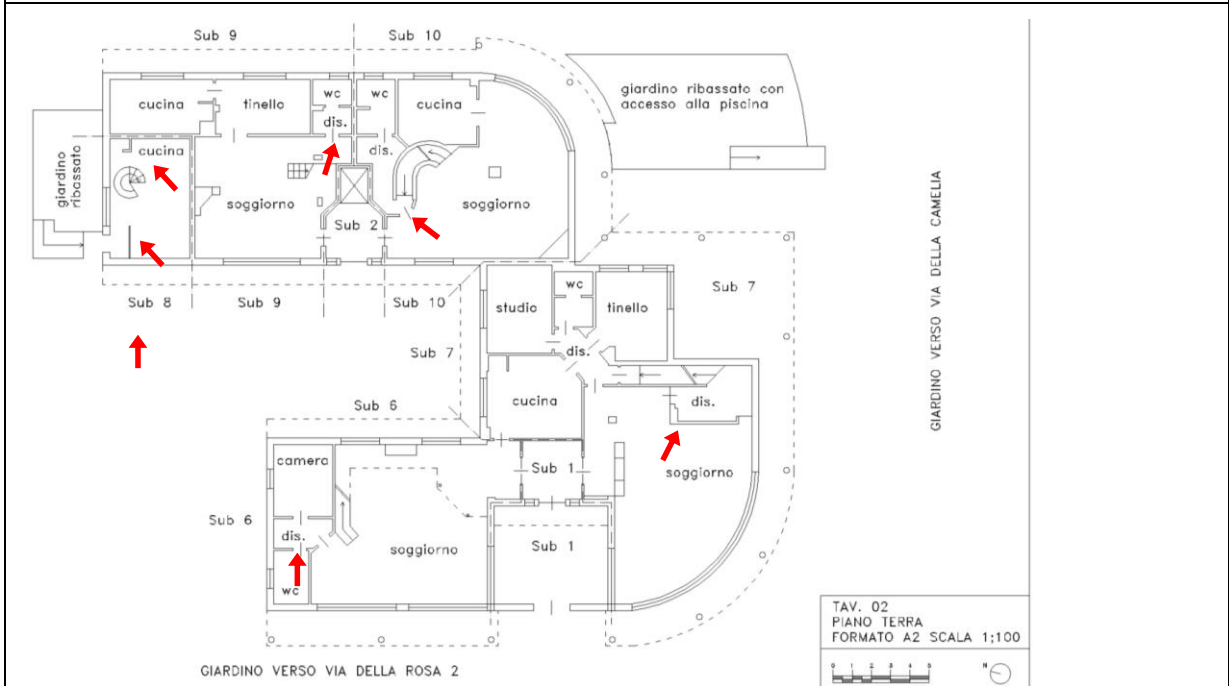 Sub 9
Sub 10
giardino ribassato con
accesso alla piscina
cucina
tinello
wc
wc
cucina
dis.
dis.
cucina
giardino
ribassato
soggiorno
Sub 2
soggiorno
GIARDINO VERSO VIA DELLA CAMELIA
Sub 8
Sub 9
Sub 10
studio
wc
tinello
Sub 7
Sub 7
dis.
cucina
dis.
Sub 6
camera
Sub 1
soggiorno
Sub 6
dis.
soggiorno
Sub 1
wc
TAV. 02
PIANO TERRA
FORMATO A2 SCALA 1;100
0 1 2 3 4 5
N
GIARDINO VERSO VIA DELLA ROSA 2